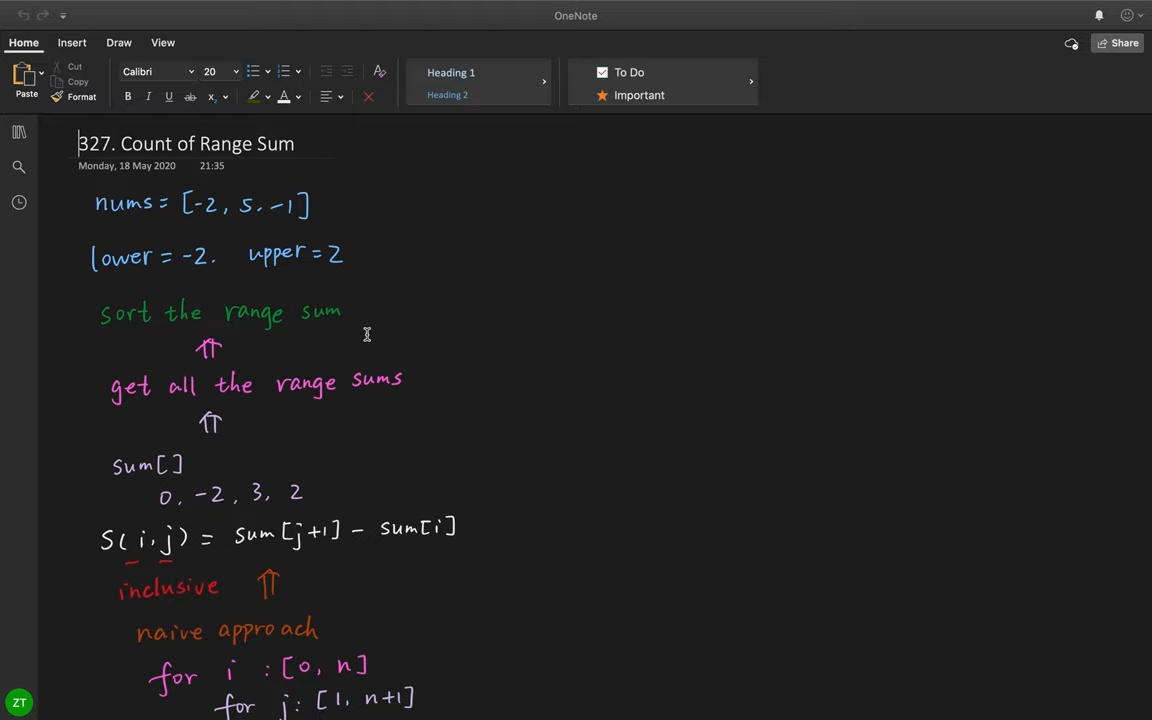 OneNote
Home Insert Draw View
Share
Paste
Cut
Copy
Format
Calibri 20
B I U ab x₂ A
Heading 1
Heading 2
To Do
Important
327. Count of Range Sum
Monday, 18 May 2020 21:35
nums = [-2, 5. -1]
lower = -2. upper = 2
sort the range sum
⇑
get all the range sums
⇑
sum[]
0, -2, 3, 2
S(i,j) = sum[j+1] - sum[i]
inclusive ⇑
naive approach
for i : [0, n]
for j: [1, n+1]
ZT